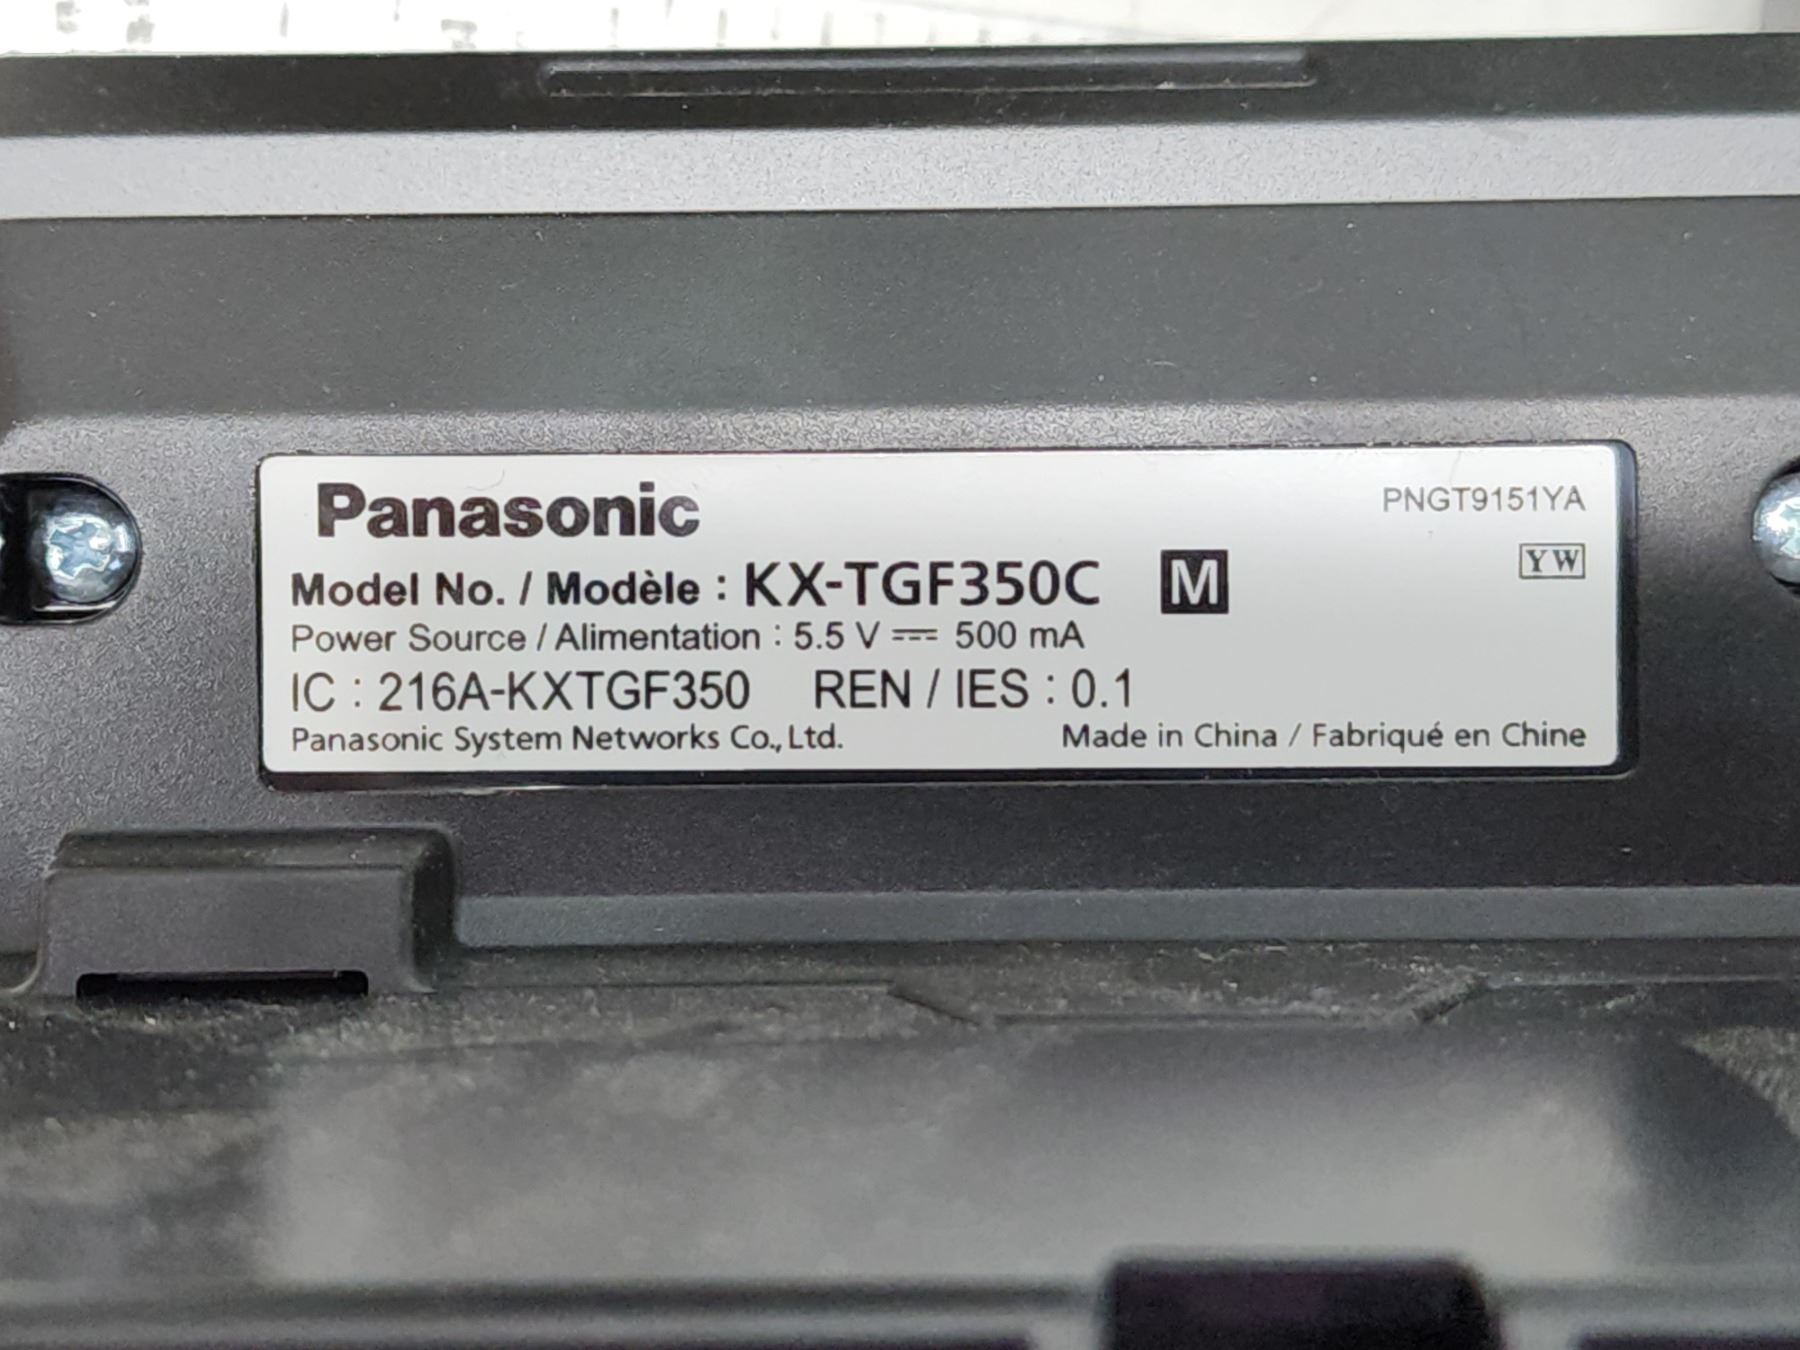 Panasonic
PNGT9151YA
Model No. / Modèle : KX-TGF350C M
YW
Power Source / Alimentation : 5.5 V ⎓ 500 mA
IC : 216A-KXTGF350 REN / IES : 0.1
Panasonic System Networks Co., Ltd. Made in China / Fabriqué en Chine